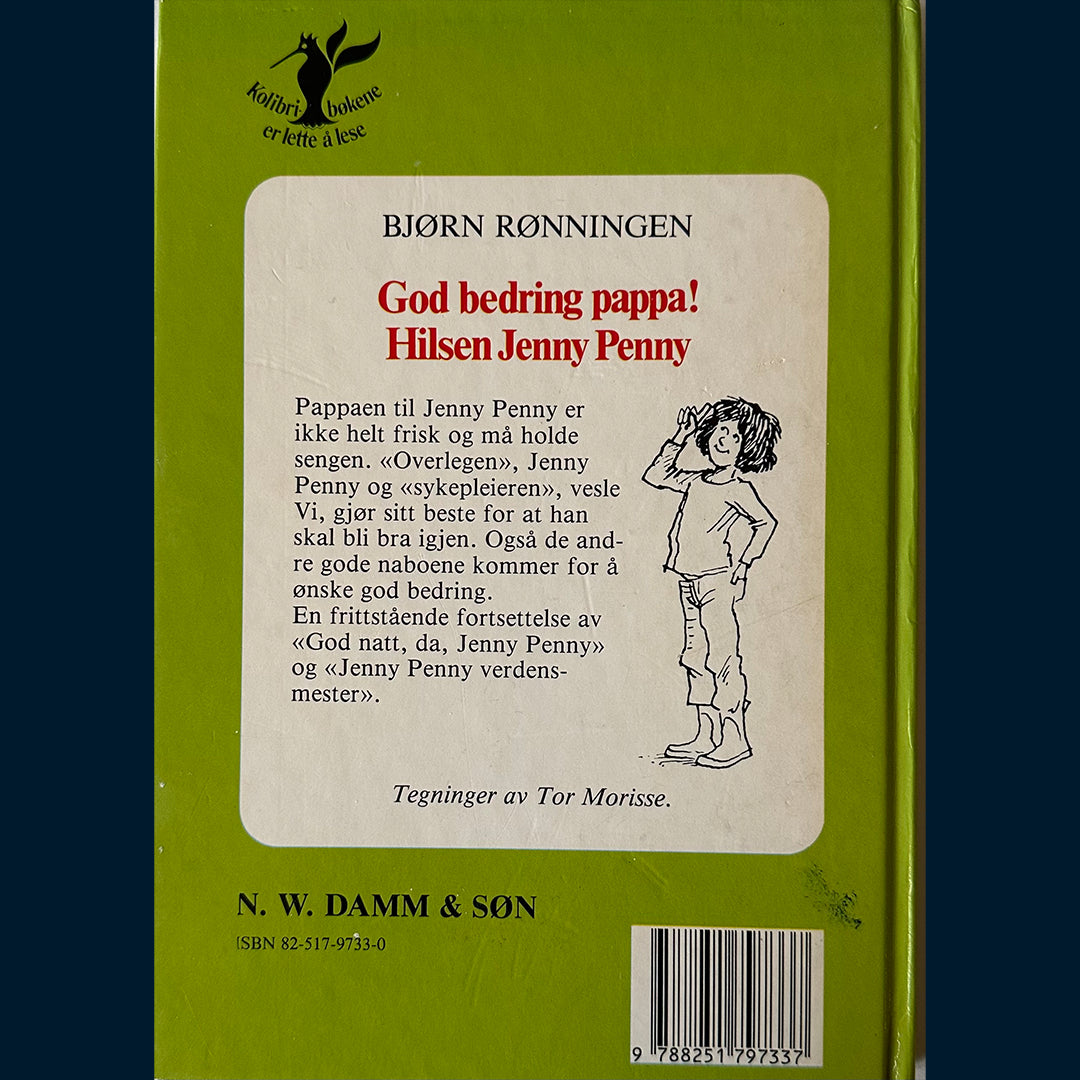 Kolibri-bøkene
er lette å lese
BJØRN RØNNINGEN
God bedring pappa!
Hilsen Jenny Penny
Pappaen til Jenny Penny er
ikke helt frisk og må holde
sengen. «Overlegen», Jenny
Penny og «sykepleieren», vesle
Vi, gjør sitt beste for at han
skal bli bra igjen. Også de and-
re gode naboene kommer for å
ønske god bedring.
En frittstående fortsettelse av
«God natt, da, Jenny Penny»
og «Jenny Penny verdens-
mester».
Tegninger av Tor Morisse.
N. W. DAMM & SØN
ISBN 82-517-9733-0
9 788251 797337